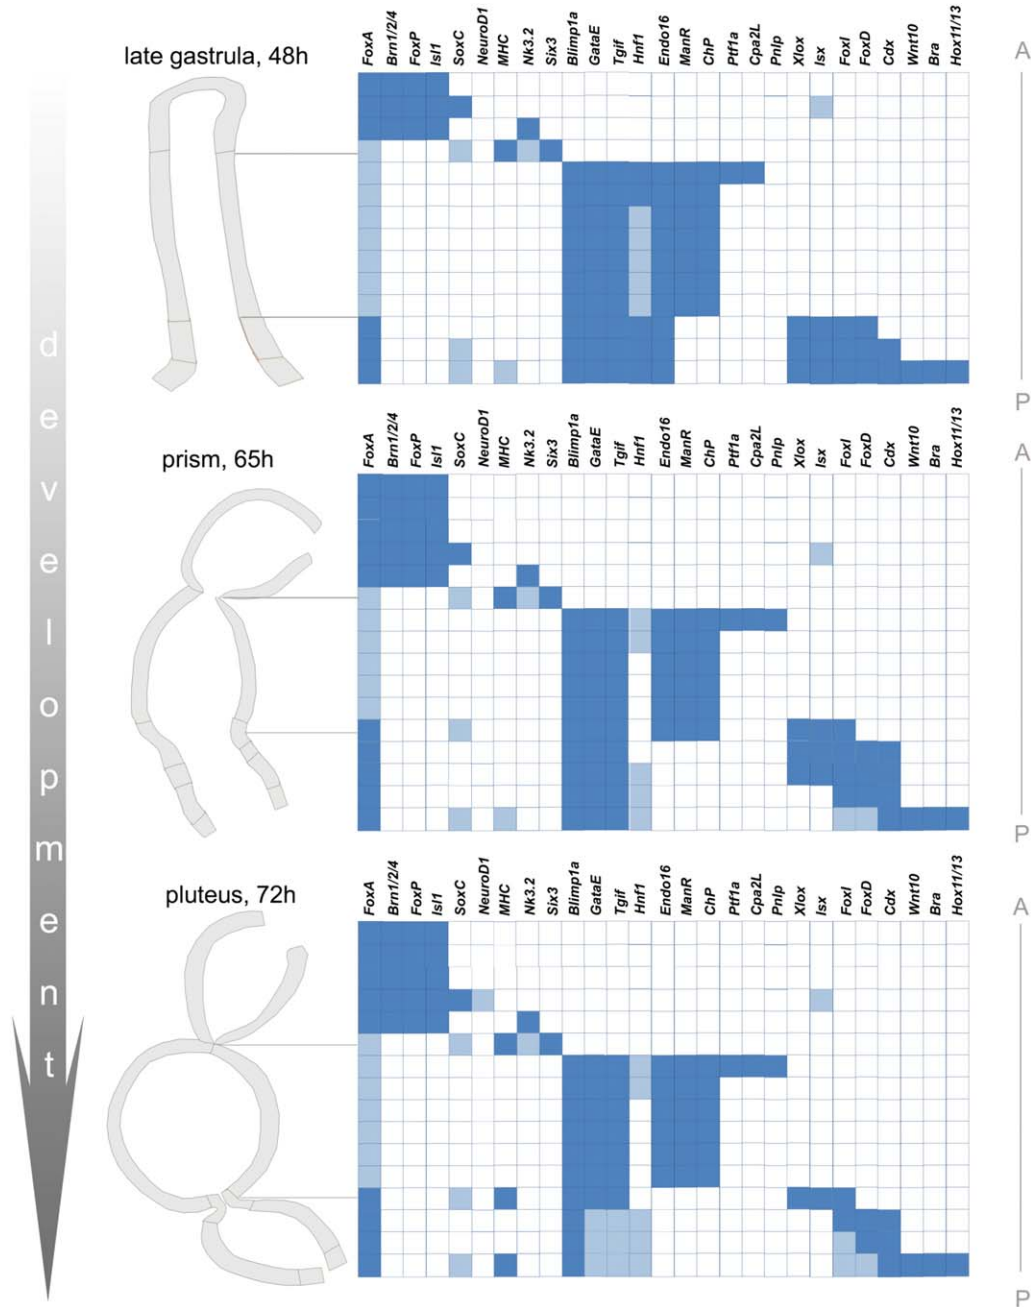 late gastrula, 48h
FoxA Brn1/2/4 FoxP Isl1 SoxC NeuroD1 MHC Nk3.2 Six3 Blimp1a GataE Tgif Hnf1 Endo16 ManR ChP Ptf1a Cpa2L Pnlp Xlox Isx FoxI FoxD Cdx Wnt10 Bra Hox11/13
A
P
prism, 65h
FoxA Brn1/2/4 FoxP Isl1 SoxC NeuroD1 MHC Nk3.2 Six3 Blimp1a GataE Tgif Hnf1 Endo16 ManR ChP Ptf1a Cpa2L Pnlp Xlox Isx FoxI FoxD Cdx Wnt10 Bra Hox11/13
A
P
pluteus, 72h
FoxA Brn1/2/4 FoxP Isl1 SoxC NeuroD1 MHC Nk3.2 Six3 Blimp1a GataE Tgif Hnf1 Endo16 ManR ChP Ptf1a Cpa2L Pnlp Xlox Isx FoxI FoxD Cdx Wnt10 Bra Hox11/13
A
P
development